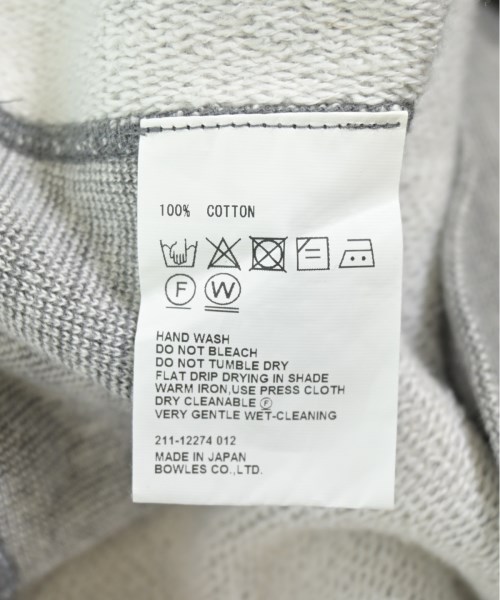 100% COTTON
F W
HAND WASH
DO NOT BLEACH
DO NOT TUMBLE DRY
FLAT DRIP DRYING IN SHADE
WARM IRON,USE PRESS CLOTH
DRY CLEANABLE Ⓕ
VERY GENTLE WET-CLEANING
211-12274 012
MADE IN JAPAN
BOWLES CO.,LTD.